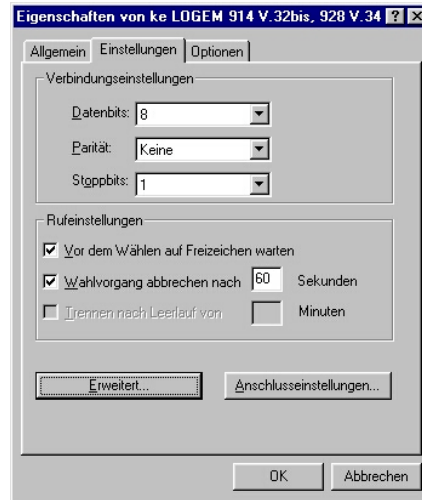 Eigenschaften von ke LOGEM 914 V.32bis, 928 V.34 ? ×
Allgemein Einstellungen Optionen
Verbindungseinstellungen
Datenbits: 8
Parität: Keine
Stoppbits: 1
Rufeinstellungen
Vor dem Wählen auf Freizeichen warten
Wahlvorgang abbrechen nach 60 Sekunden
Trennen nach Leerlauf von Minuten
Erweitert... Anschlusseinstellungen...
OK Abbrechen